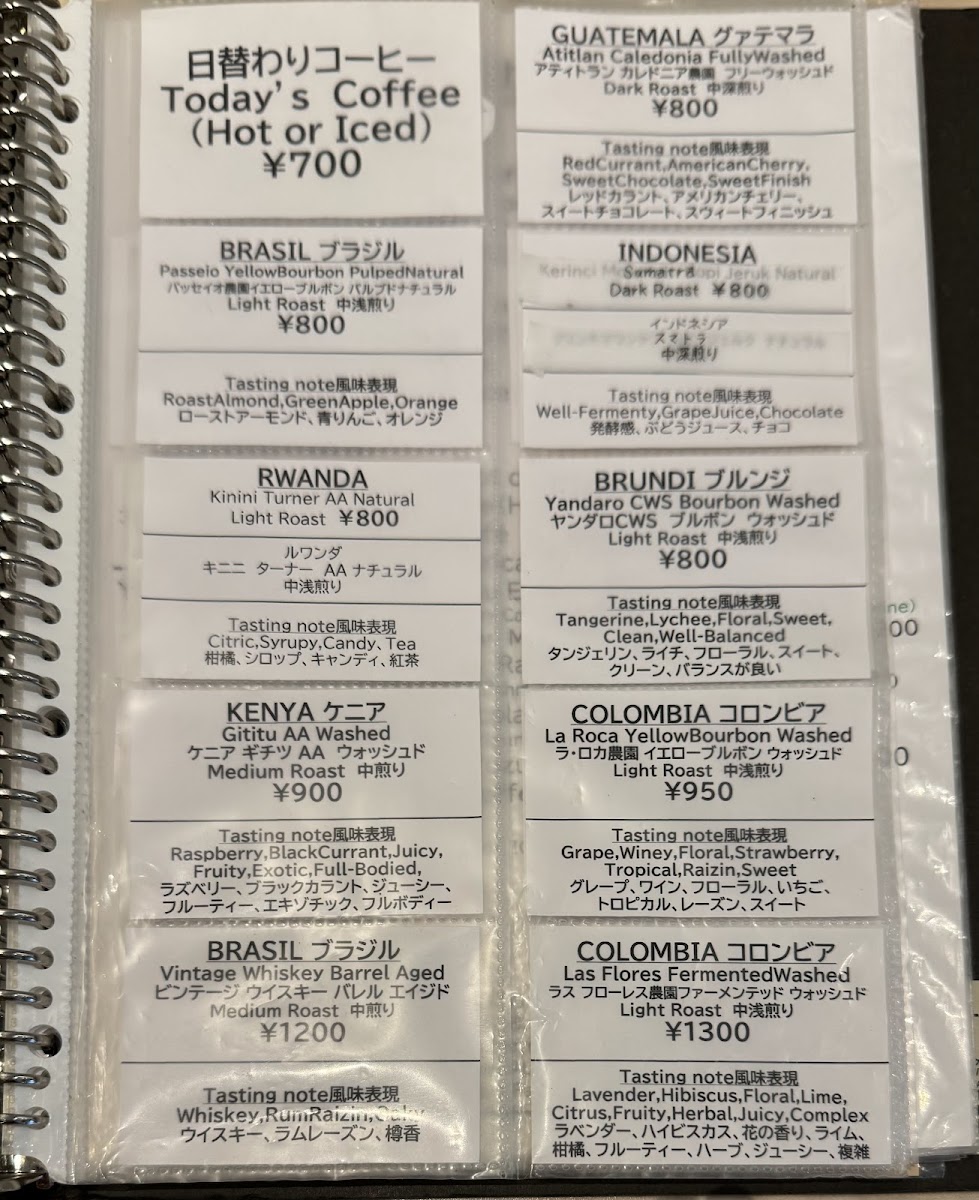 日替わりコーヒー
Today's Coffee
(Hot or Iced)
¥700
BRASIL ブラジル
Passeio YellowBourbon PulpedNatural
パッセイオ農園イエローブルボン パルプドナチュラル
Light Roast 中浅煎り
¥800
Tasting note風味表現
RoastAlmond,GreenApple,Orange
ローストアーモンド、青りんご、オレンジ
RWANDA
Kinini Turner AA Natural
Light Roast ¥800
ルワンダ
キニニ ターナー AA ナチュラル
中浅煎り
Tasting note風味表現
Citric,Syrupy,Candy,Tea
柑橘、シロップ、キャンディ、紅茶
KENYA ケニア
Gititu AA Washed
ケニア ギチツ AA ウォッシュド
Medium Roast 中煎り
¥900
Tasting note風味表現
Raspberry,BlackCurrant,Juicy,
Fruity,Exotic,Full-Bodied,
ラズベリー、ブラックカラント、ジューシー、
フルーティー、エキゾチック、フルボディー
BRASIL ブラジル
Vintage Whiskey Barrel Aged
ビンテージ ウイスキー バレル エイジド
Medium Roast 中煎り
¥1200
Tasting note風味表現
Whiskey,RumRaizin,Oaky
ウイスキー、ラムレーズン、樽香
GUATEMALA グァテマラ
Atitlan Caledonia FullyWashed
アティトラン カレドニア農園 フリーウォッシュド
Dark Roast 中深煎り
¥800
Tasting note風味表現
RedCurrant,AmericanCherry,
SweetChocolate,SweetFinish
レッドカラント、アメリカンチェリー、
スイートチョコレート、スヴィートフィニッシュ
INDONESIA
Sumatra
Dark Roast ¥800
インドネシア
スマトラ
中深煎り
Tasting note風味表現
Well-Fermenty,GrapeJuice,Chocolate
発酵感、ぶどうジュース、チョコ
BRUNDI ブルンジ
Yandaro CWS Bourbon Washed
ヤンダロCWS ブルボン ウォッシュド
Light Roast 中浅煎り
¥800
Tasting note風味表現
Tangerine,Lychee,Floral,Sweet,
Clean,Well-Balanced
タンジェリン、ライチ、フローラル、スイート、
クリーン、バランスが良い
COLOMBIA コロンビア
La Roca YellowBourbon Washed
ラ・ロカ農園 イエローブルボン ウォッシュド
Light Roast 中浅煎り
¥950
Tasting note風味表現
Grape,Winey,Floral,Strawberry,
Tropical,Raizin,Sweet
グレープ、ワイン、フローラル、いちご、
トロピカル、レーズン、スイート
COLOMBIA コロンビア
Las Flores FermentedWashed
ラス フローレス農園ファーメンテッド ウォッシュド
Light Roast 中浅煎り
¥1300
Tasting note風味表現
Lavender,Hibiscus,Floral,Lime,
Citrus,Fruity,Herbal,Juicy,Complex
ラベンダー、ハイビスカス、花の香り、ライム、
柑橘、フルーティー、ハーブ、ジューシー、複雑